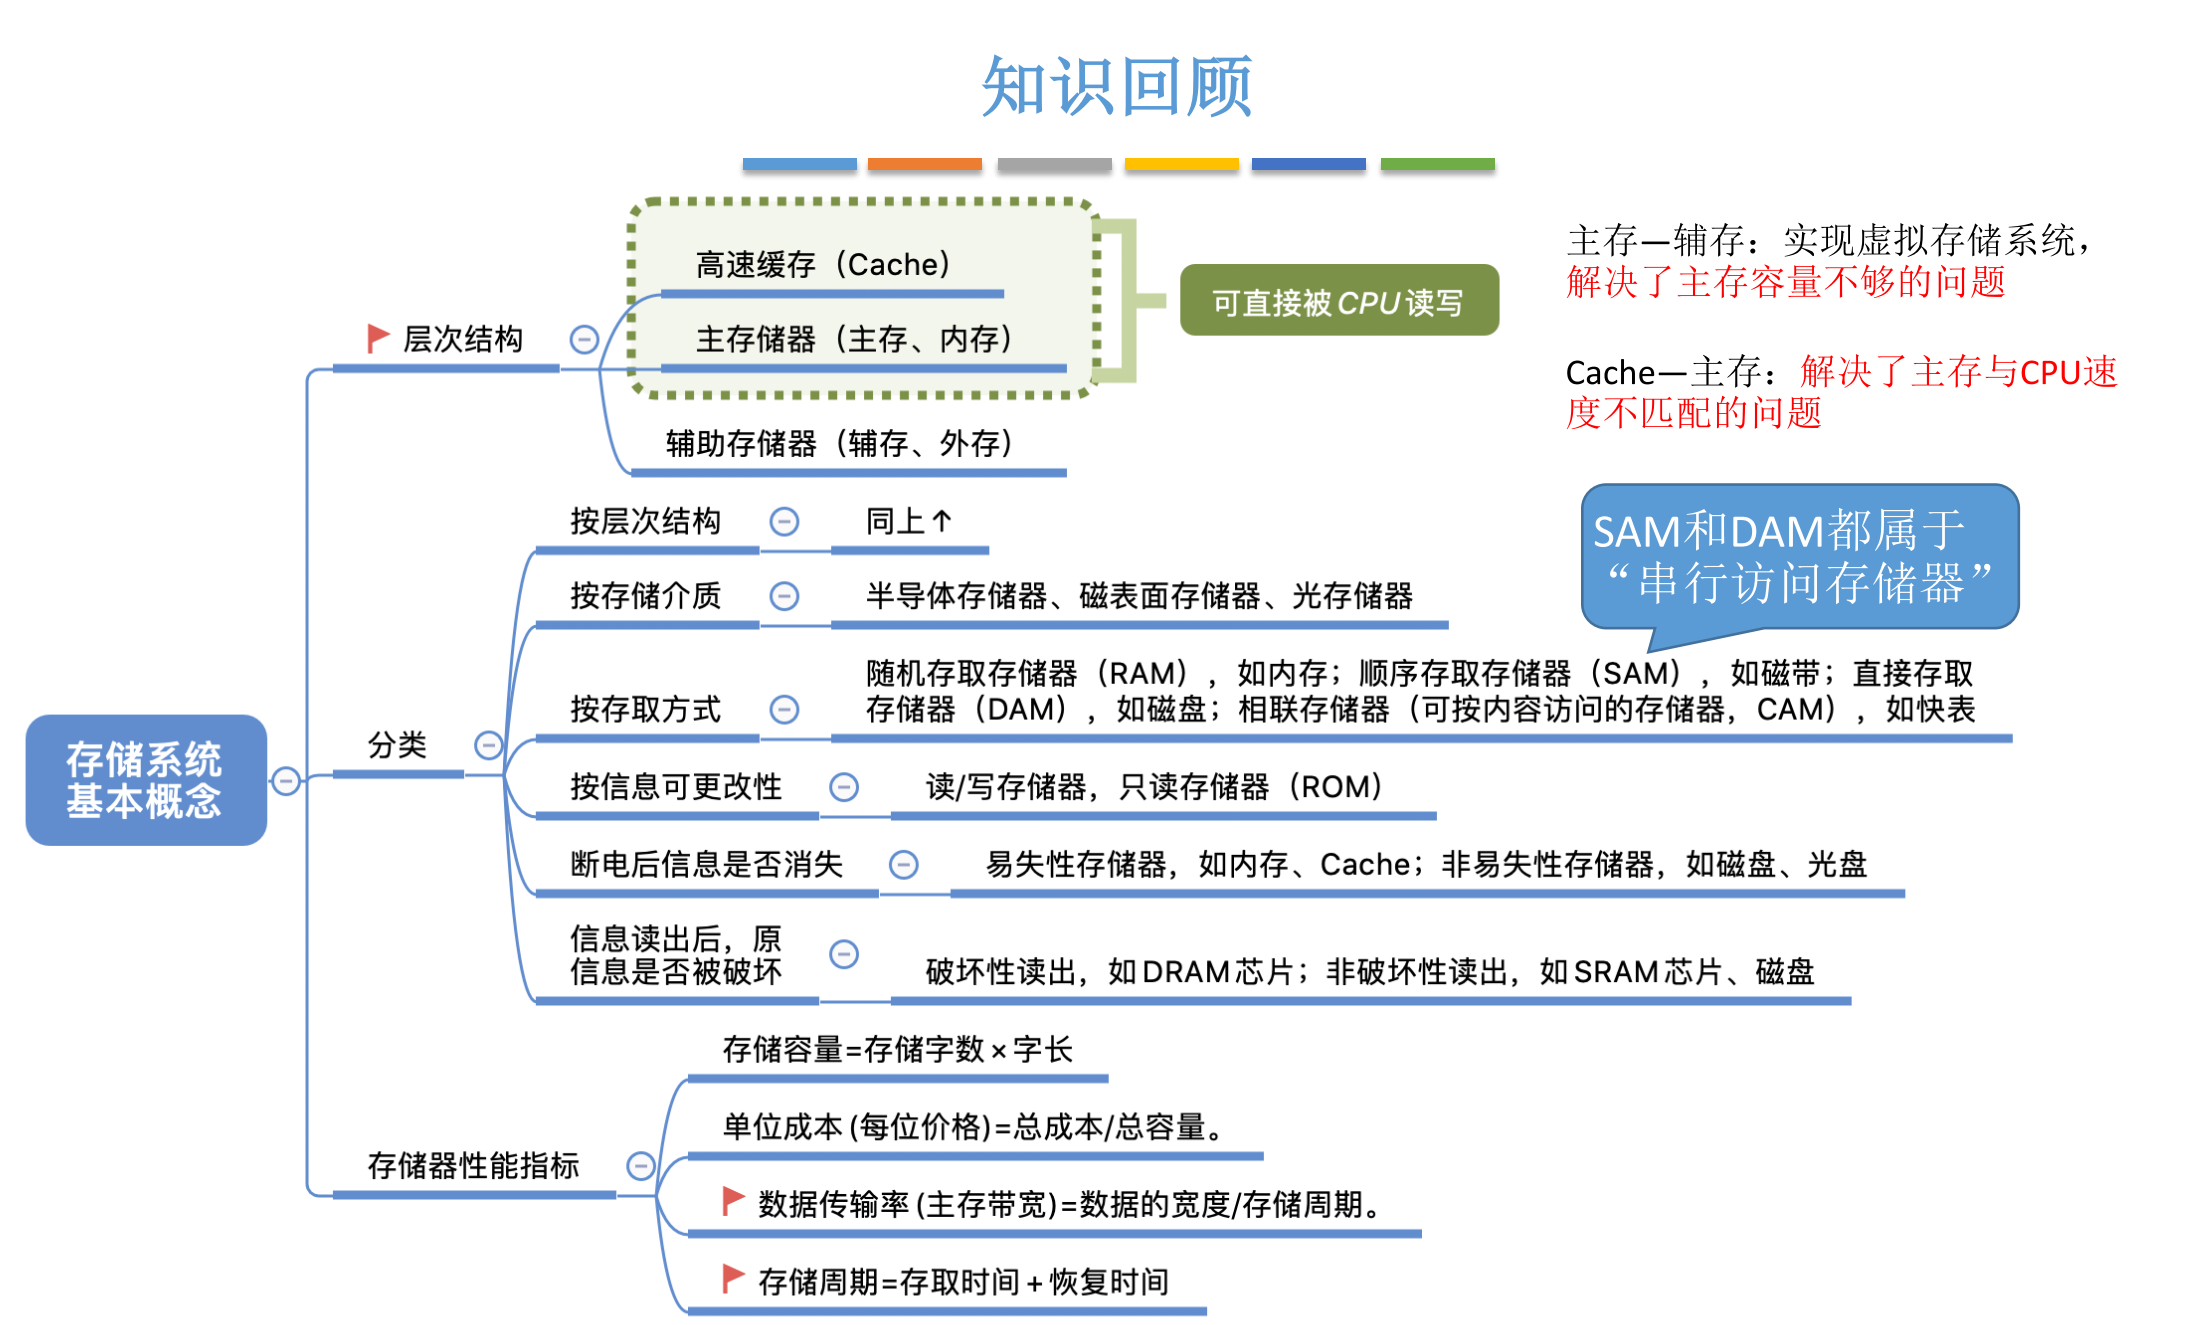 知识回顾
高速缓存（Cache）
主存储器（主存、内存）
辅助存储器（辅存、外存）
可直接被CPU读写
层次结构
主存—辅存：实现虚拟存储系统，
解决了主存容量不够的问题
Cache—主存：解决了主存与CPU速
度不匹配的问题
SAM和DAM都属于
“串行访问存储器”
存储系统
基本概念
分类
按层次结构
同上↑
按存储介质
半导体存储器、磁表面存储器、光存储器
按存取方式
随机存取存储器（RAM），如内存；顺序存取存储器（SAM），如磁带；直接存取
存储器（DAM），如磁盘；相联存储器（可按内容访问的存储器，CAM），如快表
按信息可更改性
读/写存储器，只读存储器（ROM）
断电后信息是否消失
易失性存储器，如内存、Cache；非易失性存储器，如磁盘、光盘
信息读出后，原
信息是否被破坏
破坏性读出，如DRAM芯片；非破坏性读出，如SRAM芯片、磁盘
存储器性能指标
存储容量=存储字数×字长
单位成本(每位价格)=总成本/总容量。
数据传输率(主存带宽)=数据的宽度/存储周期。
存储周期=存取时间+恢复时间